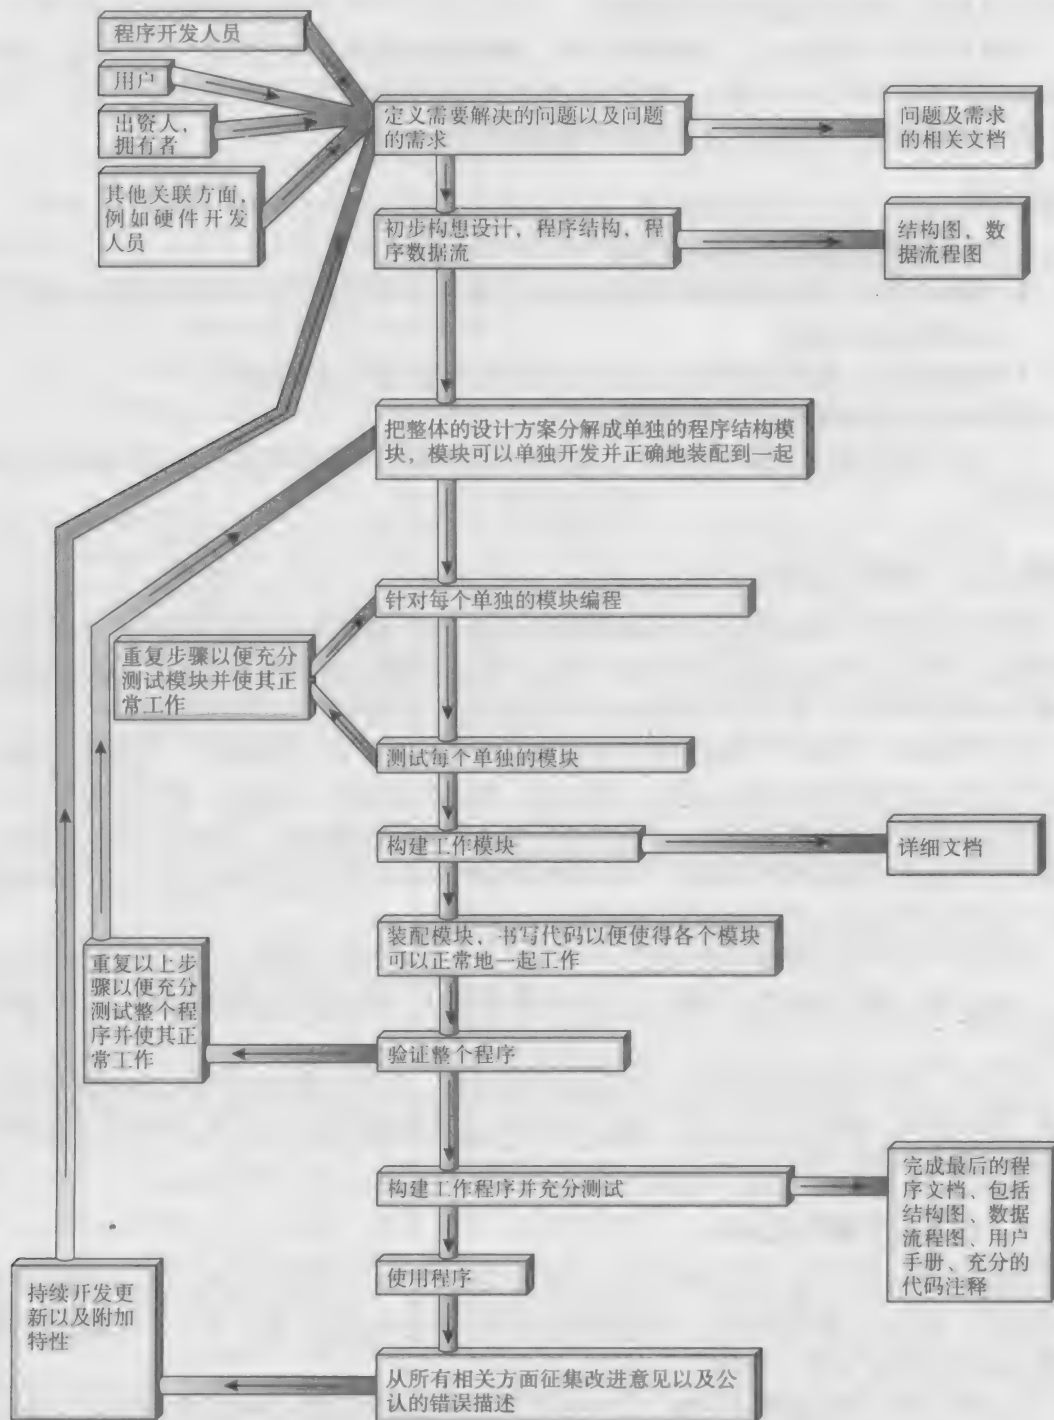 程序开发人员
用户
出资人，
拥有者
其他关联方面，
例如硬件开发
人员
定义需要解决的问题以及问题
的需求
问题及需求
的相关文档
初步构想设计，程序结构，程
序数据流
结构图，数
据流程图
把整体的设计方案分解成单独的程序结构模
块，模块可以单独开发并正确地装配到一起
针对每个单独的模块编程
重复步骤以便充分
测试模块并使其正
常工作
测试每个单独的模块
构建工作模块
详细文档
装配模块，书写代码以便使得各个模块
可以正常地一起工作
重复以上步
骤以便充分
测试整个程
序并使其正
常工作
验证整个程序
构建工作程序并充分测试
完成最后的程
序文档、包括
结构图、数据
流程图、用户
手册、充分的
代码注释
使用程序
持续开发更
新以及附加
特性
从所有相关方面征集改进意见以及公
认的错误描述